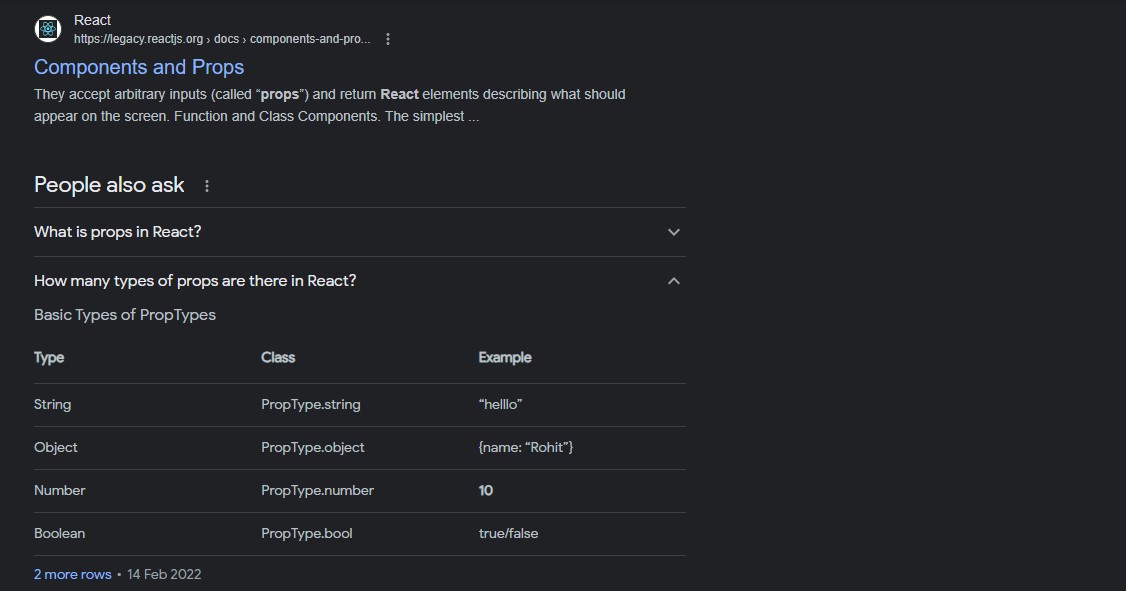 React
https://legacy.reactjs.org › docs › components-and-pro...
Components and Props
They accept arbitrary inputs (called “props”) and return React elements describing what should
appear on the screen. Function and Class Components. The simplest ...
People also ask
What is props in React?
How many types of props are there in React?
Basic Types of PropTypes
Type Class Example
String PropType.string “helllo”
Object PropType.object {name: “Rohit”}
Number PropType.number 10
Boolean PropType.bool true/false
2 more rows • 14 Feb 2022